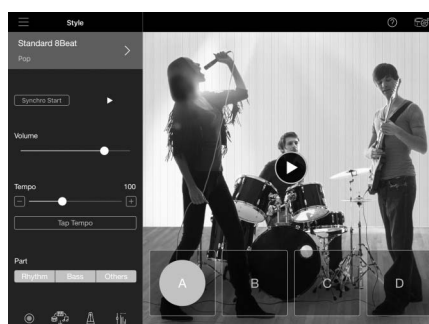 Style
Standard 8Beat
Pop
Synchro Start
Volume
Tempo 100
Tap Tempo
Part
Rhythm Bass Others
A B C D